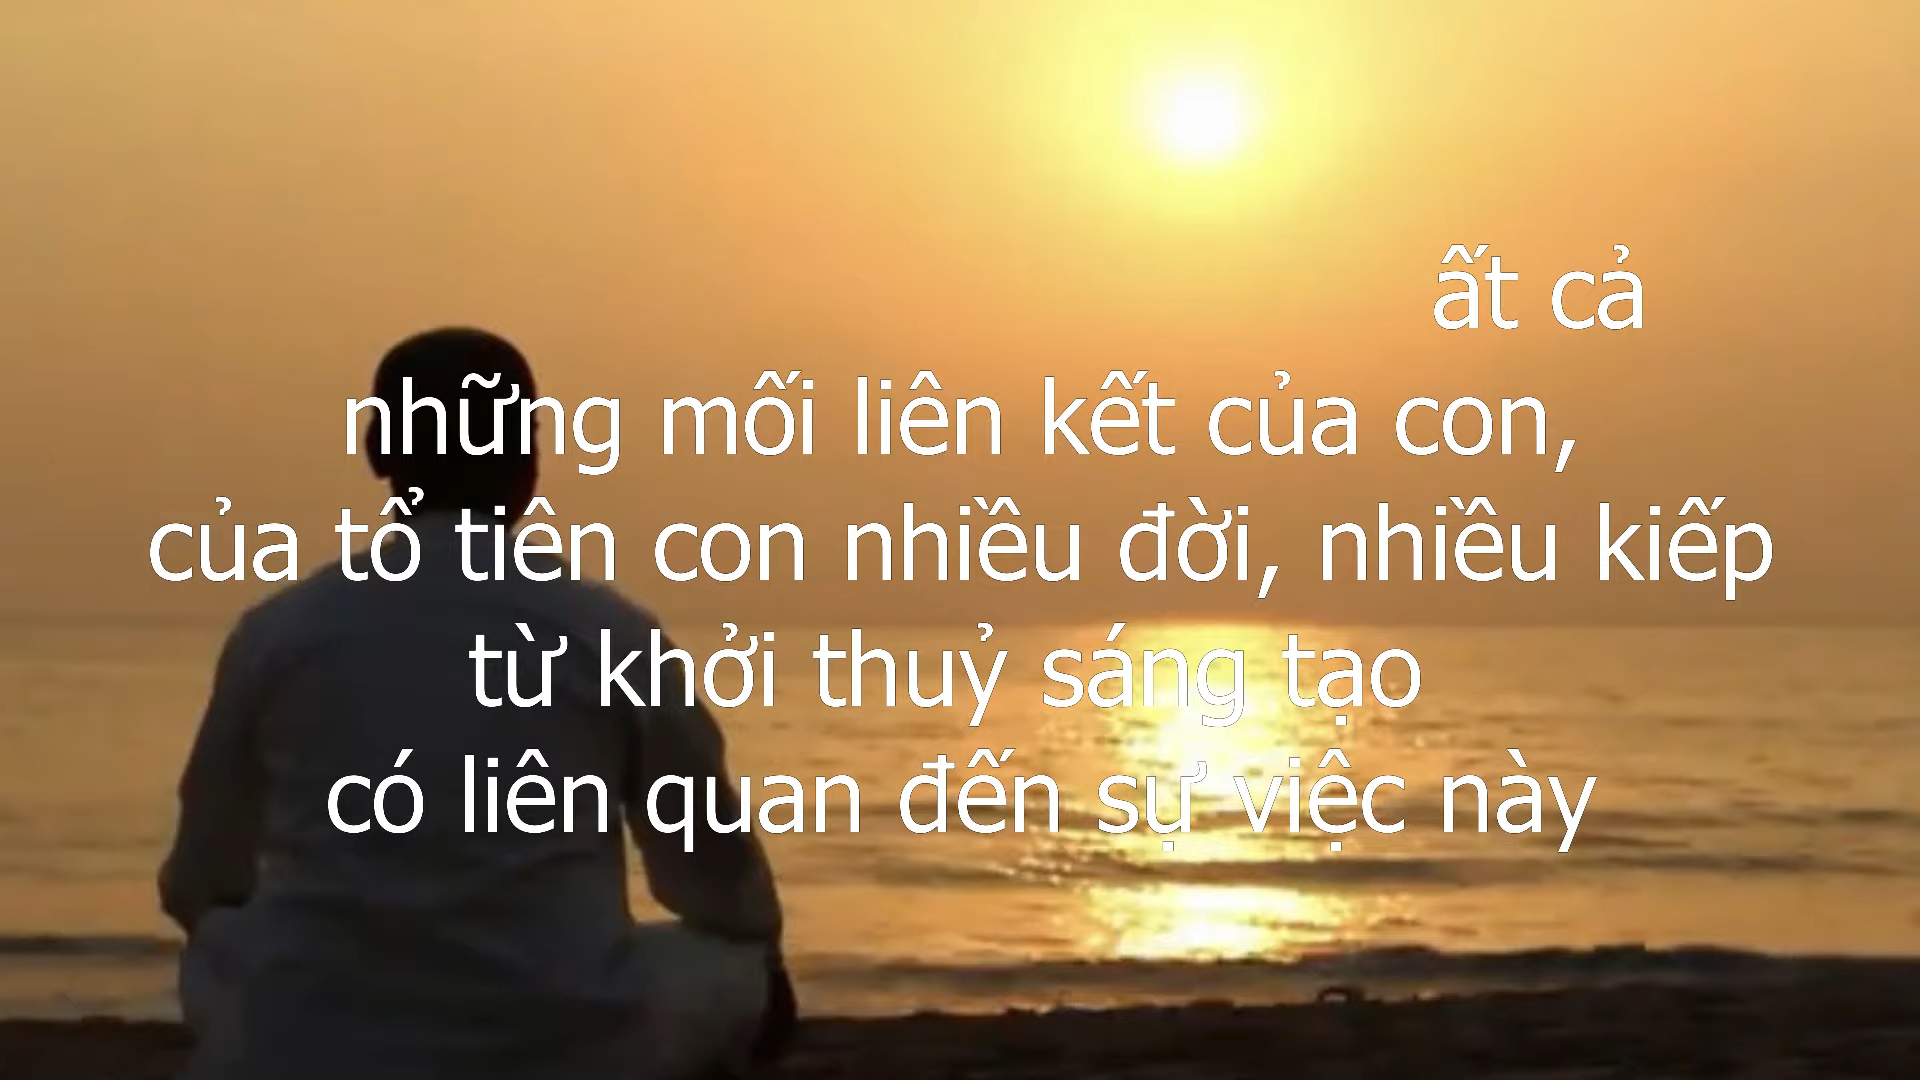 ất cả
những mối liên kết của con,
của tổ tiên con nhiều đời, nhiều kiếp
từ khởi thuỷ sáng tạo
có liên quan đến sự việc này